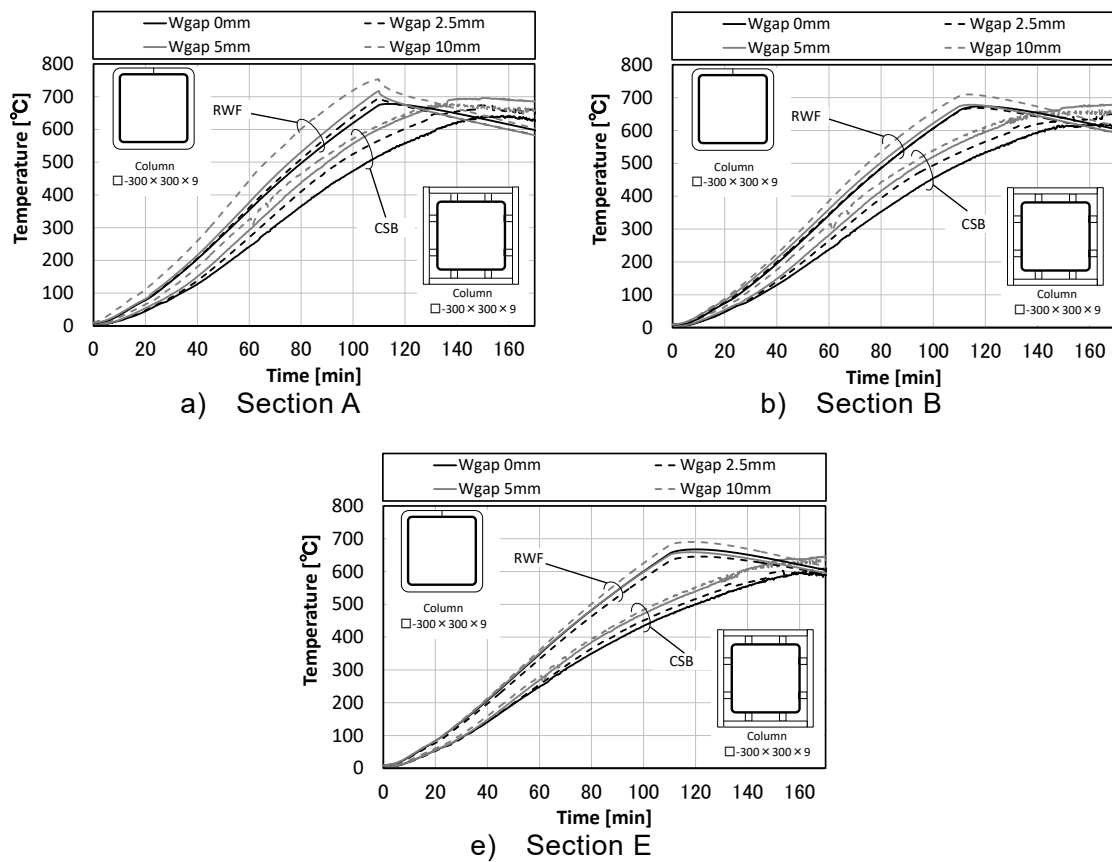 Wgap 0mm Wgap 2.5mm
Wgap 5mm Wgap 10mm
Temperature [℃]
800
700
600
500
400
300
200
100
0
RWF
CSB
Column
□-300×300×9
Column
□-300×300×9
0 20 40 60 80 100 120 140 160
Time [min]
a) Section A
Wgap 0mm Wgap 2.5mm
Wgap 5mm Wgap 10mm
Temperature [℃]
800
700
600
500
400
300
200
100
0
RWF
CSB
Column
□-300×300×9
Column
□-300×300×9
0 20 40 60 80 100 120 140 160
Time [min]
b) Section B
Wgap 0mm Wgap 2.5mm
Wgap 5mm Wgap 10mm
Temperature [℃]
800
700
600
500
400
300
200
100
0
RWF
CSB
Column
□-300×300×9
Column
□-300×300×9
0 20 40 60 80 100 120 140 160
Time [min]
e) Section E